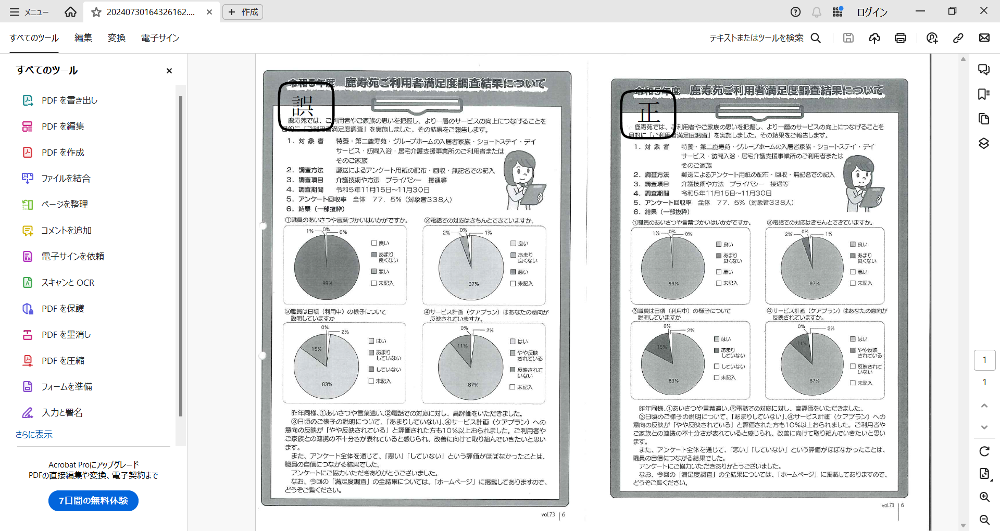 メニュー
20240730164326162....
作成
ログイン
すべてのツール
編集
変換
電子サイン
テキストまたはツールを検索
すべてのツール
PDF を書き出し
PDF を編集
PDF を作成
ファイルを結合
ページを整理
コメントを追加
電子サインを依頼
スキャンと OCR
PDF を保護
PDF を墨消し
PDF を圧縮
フォームを準備
入力と署名
さらに表示
Acrobat Proにアップグレード
PDFの直接編集や変換、電子契約まで
7日間の無料体験
令和5年度 鹿寿苑ご利用者満足度調査結果について
誤
鹿寿苑では、ご利用者やご家族の思いを把握し、より一層のサービスの向上につなげることを
目的に「ご利用者満足度調査」を実施しました。その結果をご報告します。
1．対 象 者 特養・第二鹿寿苑・グループホームの入居者家族・ショートステイ・デイ
サービス・訪問入浴・居宅介護支援事業所のご利用者または
そのご家族
2．調査方法 郵送によるアンケート用紙の配布・回収・無記名での記入
3．調査項目 介護技術や方法 プライバシー 接遇等
4．調査期間 令和5年11月15日～11月30日
5．アンケート回収率 全体 77．5％（対象者338人）
6．結果（一部抜粋）
①職員のあいさつや言葉づかいはいかがですか。
1% 0% 0%
良い
あまり
良くない
悪い
未記入
99%
②電話での対応はきちんとできていますか。
2% 0% 1%
良い
あまり
良くない
悪い
未記入
97%
③職員は日頃（利用中）の様子について
説明していますか
0% 2%
15%
はい
あまり
していない
していない
未記入
83%
④サービス計画（ケアプラン）はあなたの意向が
反映されていますか。
0% 2%
11%
はい
やや反映
されている
反映されて
いない
未記入
87%
昨年同様、①あいさつや言葉遣い、②電話での対応に対し、高評価をいただきました。
③日頃のご様子の説明について、「あまりしていない」、④サービス計画（ケアプラン）への
意向の反映が「やや反映されている」と評価された方も10％以上おられました。ご利用者や
ご家族との連携の不十分さが表れていると感じられ、改善に向けて取り組んでいきたいと思い
ます。
また、アンケート全体を通じて、「悪い」「していない」という評価がほぼなかったことは、
職員の自信につながる結果でした。
アンケートにご協力いただきありがとうございました。
なお、今回の「満足度調査」の全結果については、「ホームページ」に掲載してありますので、
どうぞご覧ください。
vol.73 6
令和5年度 鹿寿苑ご利用者満足度調査結果について
正
鹿寿苑では、ご利用者やご家族の思いを把握し、より一層のサービスの向上につなげることを
目的に「ご利用者満足度調査」を実施しました。その結果をご報告します。
1．対 象 者 特養・第二鹿寿苑・グループホームの入居者家族・ショートステイ・デイ
サービス・訪問入浴・居宅介護支援事業所のご利用者または
そのご家族
2．調査方法 郵送によるアンケート用紙の配布・回収・無記名での記入
3．調査項目 介護技術や方法 プライバシー 接遇等
4．調査期間 令和5年11月15日～11月30日
5．アンケート回収率 全体 77．5％（対象者338人）
6．結果（一部抜粋）
①職員のあいさつや言葉づかいはいかがですか。
1% 0% 0%
良い
あまり
良くない
悪い
未記入
99%
②電話での対応はきちんとできていますか。
2% 0% 1%
良い
あまり
良くない
悪い
未記入
97%
③職員は日頃（利用中）の様子について
説明していますか
0% 2%
15%
はい
あまり
していない
していない
未記入
83%
④サービス計画（ケアプラン）はあなたの意向が
反映されていますか。
0% 2%
11%
はい
やや反映
されている
反映されて
いない
未記入
87%
昨年同様、①あいさつや言葉遣い、②電話での対応に対し、高評価をいただきました。
③日頃のご様子の説明について、「あまりしていない」、④サービス計画（ケアプラン）への
意向の反映が「やや反映されている」と評価された方も10％以上おられました。ご利用者や
ご家族との連携の不十分さが表れていると感じられ、改善に向けて取り組んでいきたいと思い
ます。
また、アンケート全体を通じて、「悪い」「していない」という評価がほぼなかったことは、
職員の自信につながる結果でした。
アンケートにご協力いただきありがとうございました。
なお、今回の「満足度調査」の全結果については、「ホームページ」に掲載してありますので、
どうぞご覧ください。
vol.73 6
1
1